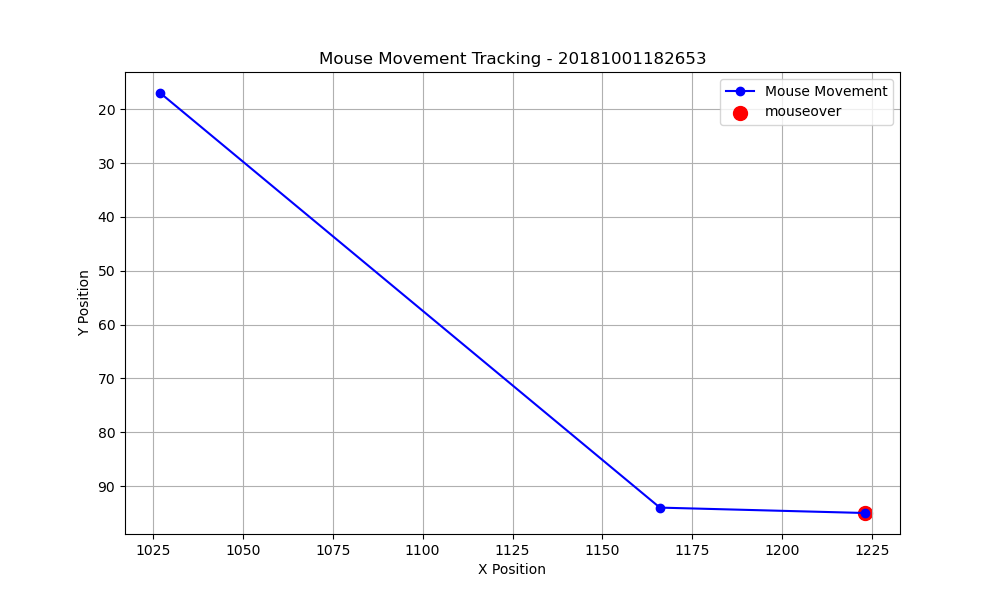 Mouse Movement Tracking - 20181001182653
Mouse Movement
mouseover
20
30
40
50
60
70
80
90
Y Position
1025 1050 1075 1100 1125 1150 1175 1200 1225
X Position